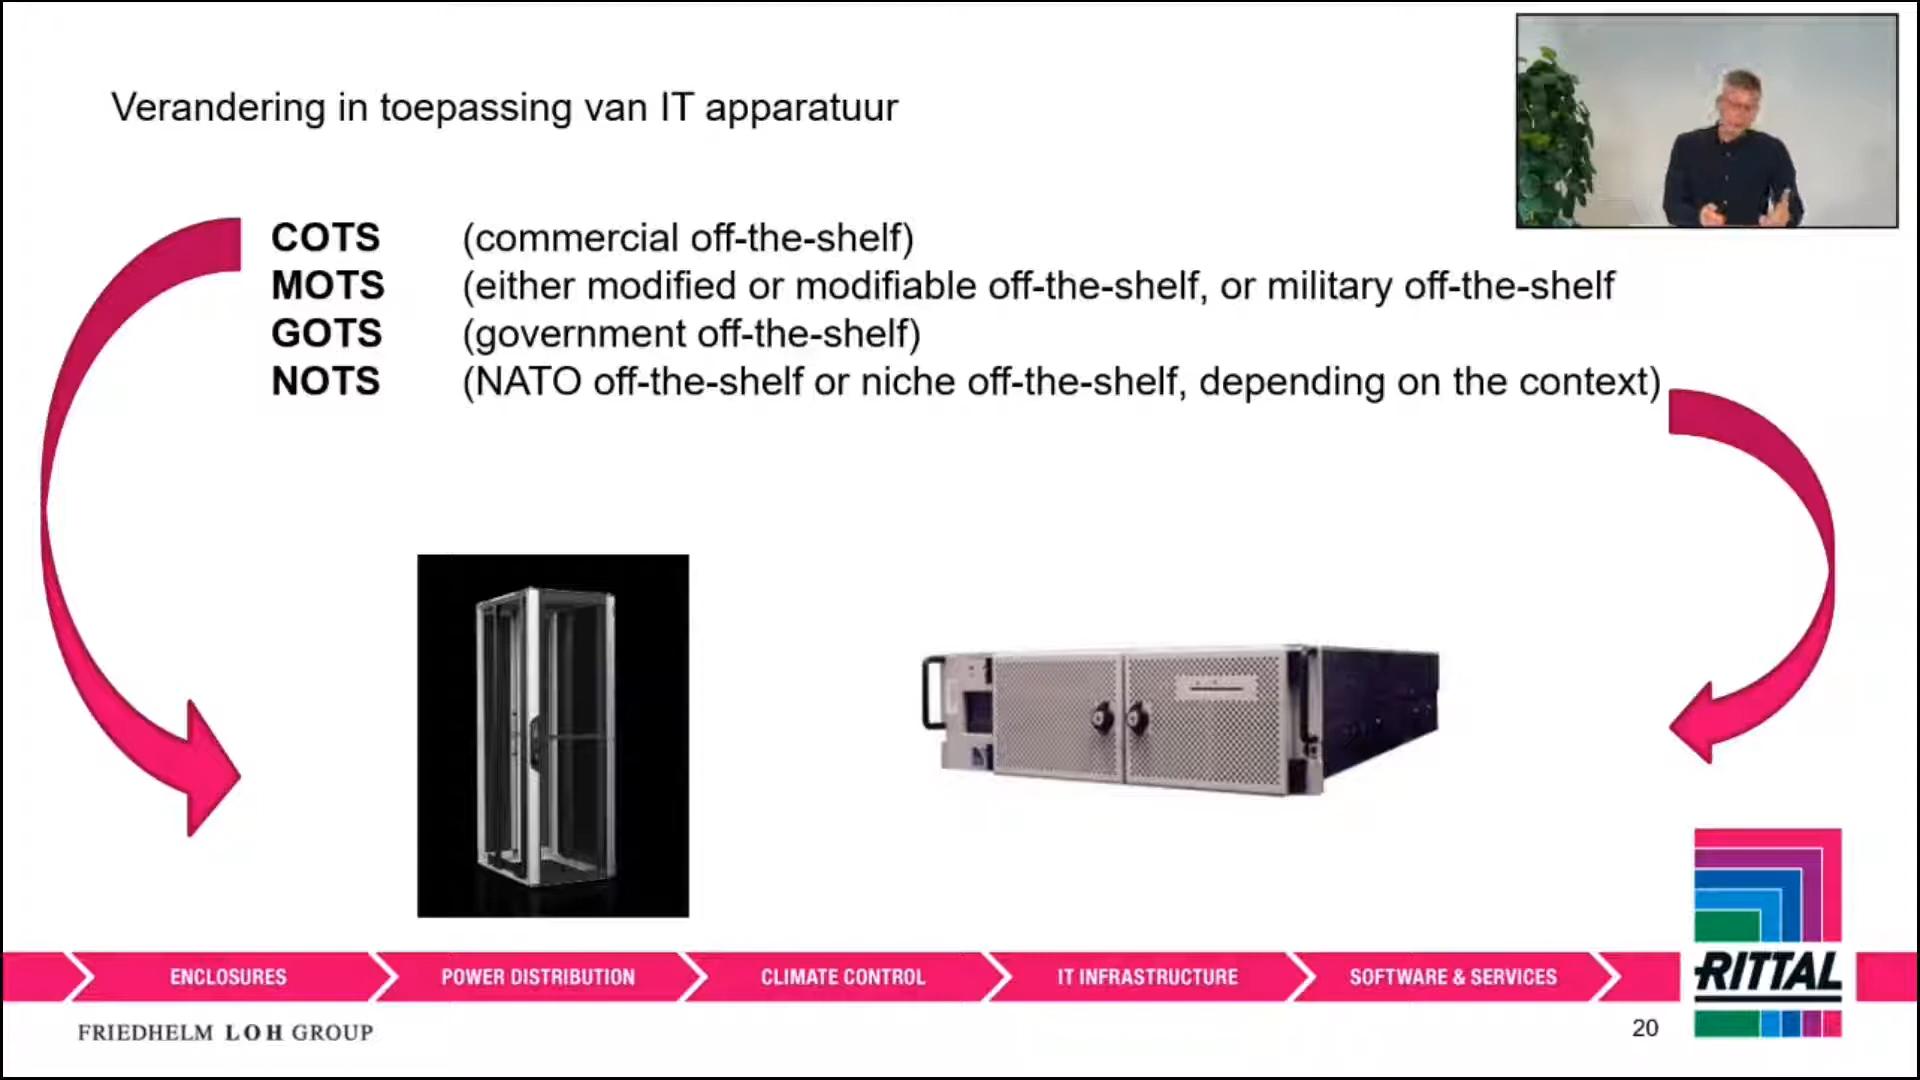 Verandering in toepassing van IT apparatuur
COTS (commercial off-the-shelf)
MOTS (either modified or modifiable off-the-shelf, or military off-the-shelf
GOTS (government off-the-shelf)
NOTS (NATO off-the-shelf or niche off-the-shelf, depending on the context)
ENCLOSURES POWER DISTRIBUTION CLIMATE CONTROL IT INFRASTRUCTURE SOFTWARE & SERVICES
RITTAL
FRIEDHELM LOH GROUP
20